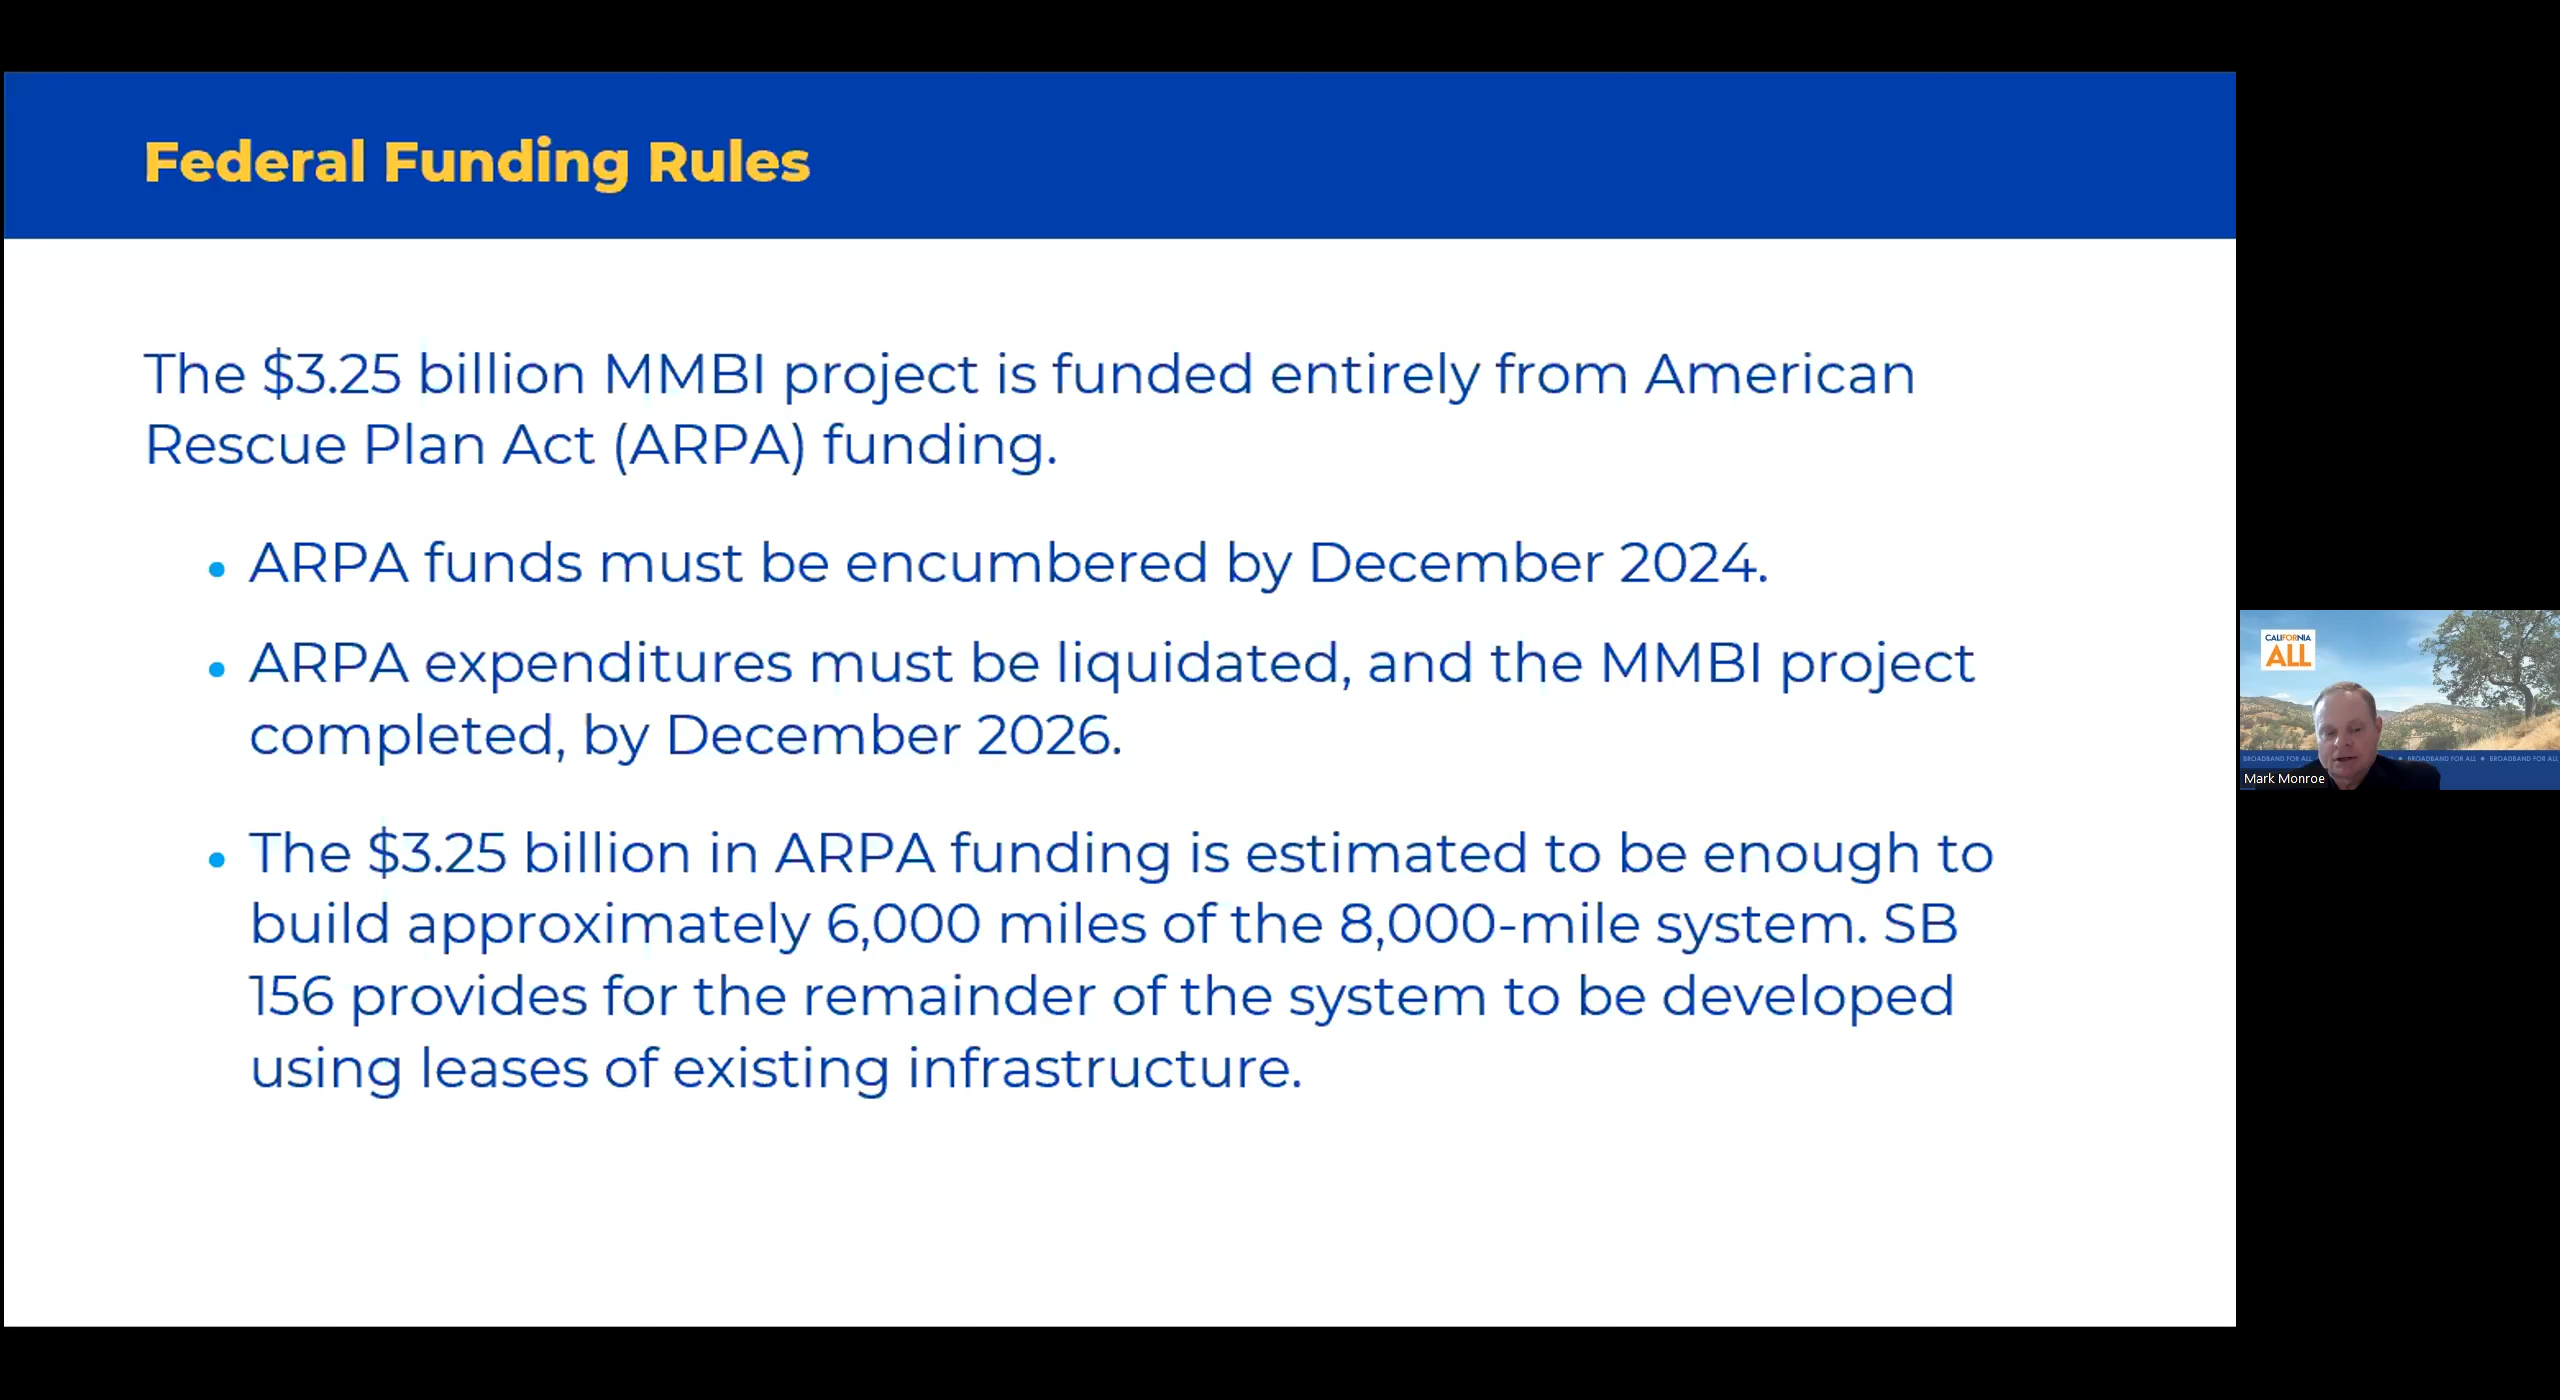 Federal Funding Rules
The $3.25 billion MMBI project is funded entirely from American
Rescue Plan Act (ARPA) funding.
• ARPA funds must be encumbered by December 2024.
• ARPA expenditures must be liquidated, and the MMBI project
completed, by December 2026.
• The $3.25 billion in ARPA funding is estimated to be enough to
build approximately 6,000 miles of the 8,000-mile system. SB
156 provides for the remainder of the system to be developed
using leases of existing infrastructure.
CALIFORNIA
ALL
BROADBAND FOR ALL • BROADBAND FOR ALL • BROADBAND FOR ALL
Mark Monroe